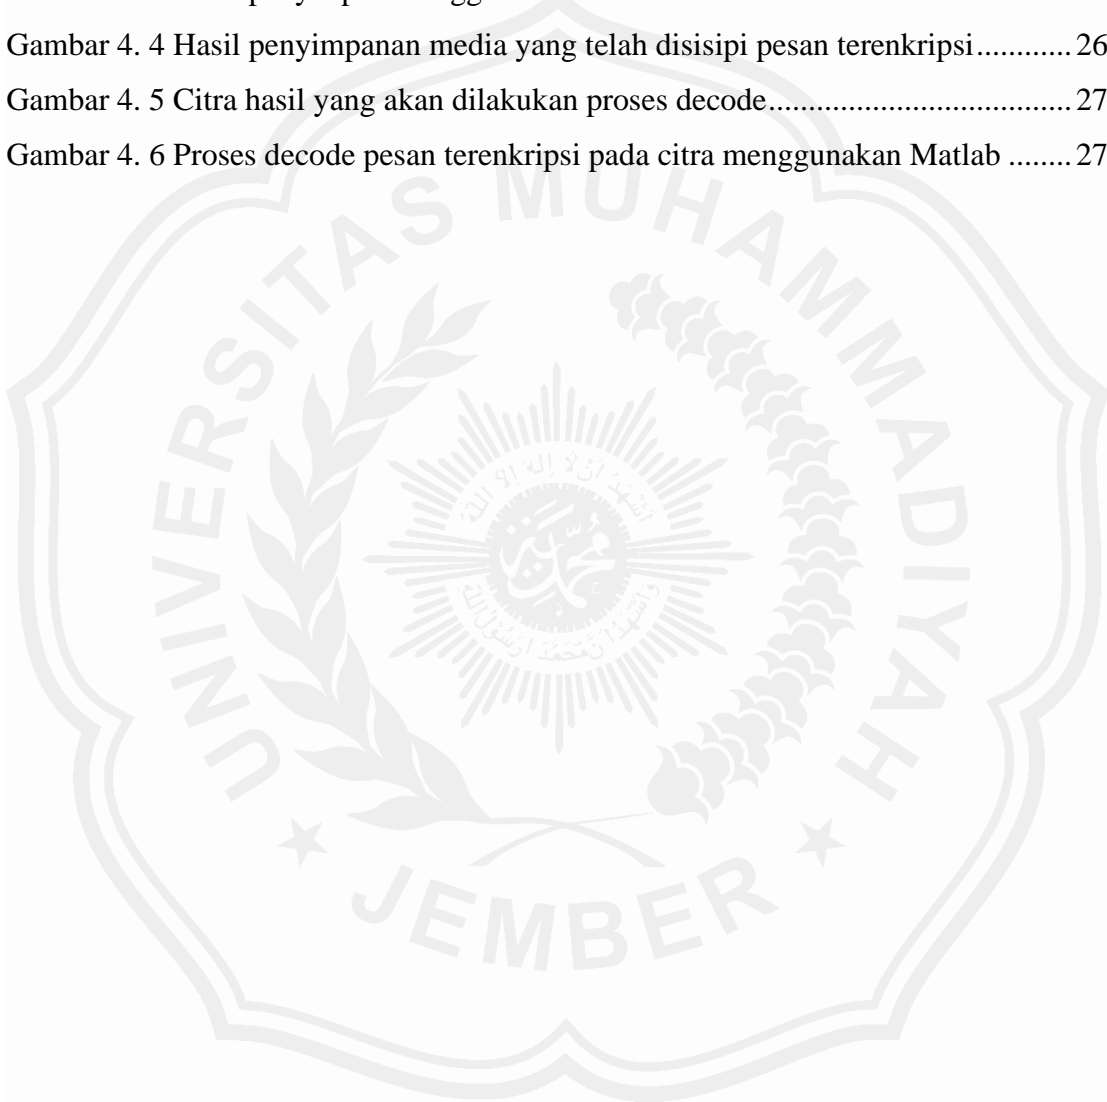 Gambar 4. 4 Hasil penyimpanan media yang telah disisipi pesan terenkripsi............ 26
Gambar 4. 5 Citra hasil yang akan dilakukan proses decode...................................... 27
Gambar 4. 6 Proses decode pesan terenkripsi pada citra menggunakan Matlab ........ 27
UNIVERSITAS MUHAMMADIYAH
JEMBER